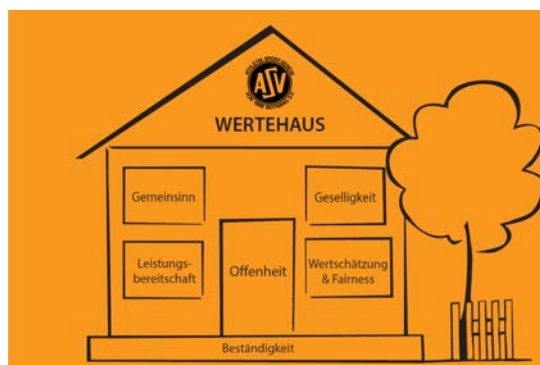 ASV
WERTEHAUS
Gemeinsinn
Geselligkeit
Leistungs-
bereitschaft
Offenheit
Wertschätzung
& Fairness
Beständigkeit